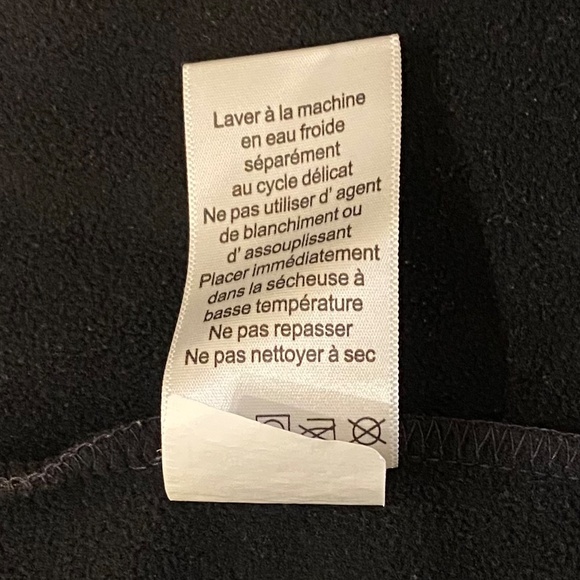 Laver à la machine
en eau froide
séparément
au cycle délicat
Ne pas utiliser d' agent
de blanchiment ou
d' assouplissant
Placer immédiatement
dans la sécheuse à
basse température
Ne pas repasser
Ne pas nettoyer à sec